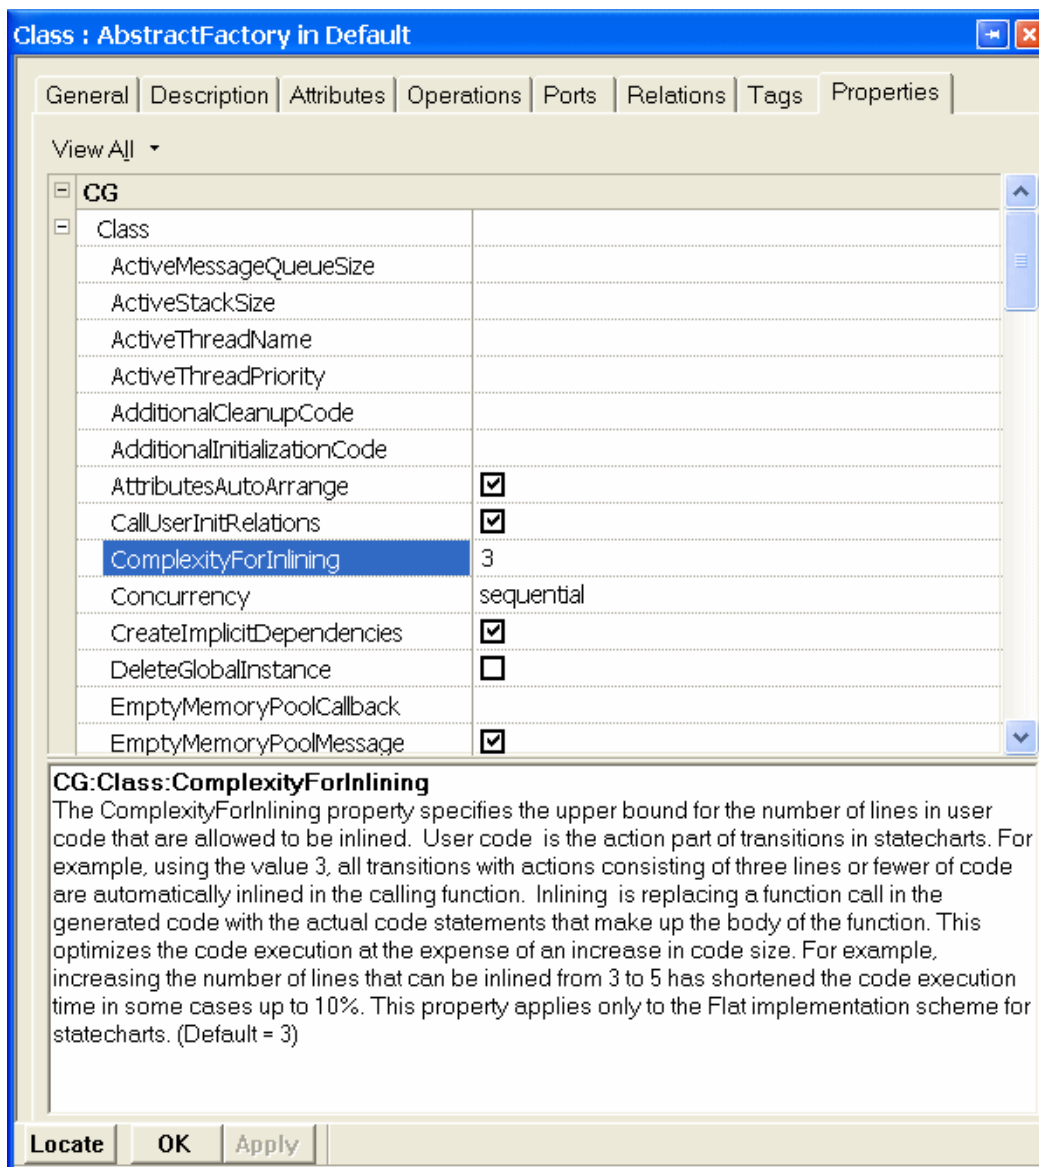 Class : AbstractFactory in Default
General Description Attributes Operations Ports Relations Tags Properties
View All
CG
Class
ActiveMessageQueueSize
ActiveStackSize
ActiveThreadName
ActiveThreadPriority
AdditionalCleanupCode
AdditionalInitializationCode
AttributesAutoArrange
CallUserInitRelations
ComplexityForInlining 3
Concurrency sequential
CreateImplicitDependencies
DeleteGlobalInstance
EmptyMemoryPoolCallback
EmptyMemoryPoolMessage
CG:Class:ComplexityForInlining
The ComplexityForInlining property specifies the upper bound for the number of lines in user
code that are allowed to be inlined. User code is the action part of transitions in statecharts. For
example, using the value 3, all transitions with actions consisting of three lines or fewer of code
are automatically inlined in the calling function. Inlining is replacing a function call in the
generated code with the actual code statements that make up the body of the function. This
optimizes the code execution at the expense of an increase in code size. For example,
increasing the number of lines that can be inlined from 3 to 5 has shortened the code execution
time in some cases up to 10%. This property applies only to the Flat implementation scheme for
statecharts. (Default = 3)
Locate OK Apply